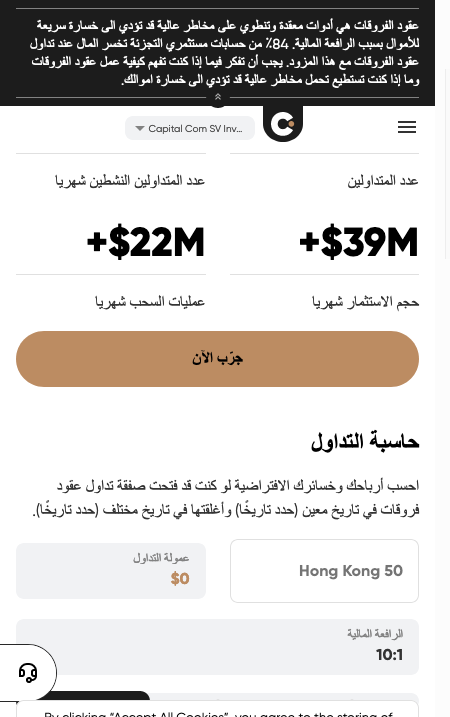 عقود الفروقات هي أدوات معقدة وتنطوي على مخاطر عالية قد تؤدي الى خسارة سريعة
للأموال بسبب الرافعة المالية. 84٪ من حسابات مستثمري التجزئة تخسر المال عند تداول
عقود الفروقات مع هذا المزود. يجب أن تفكر فيما إذا كنت تفهم كيفية عمل عقود الفروقات
وما إذا كنت تستطيع تحمل مخاطر عالية قد تؤدي الى خسارة اموالك.
Capital Com SV Inv...
عدد المتداولين
عدد المتداولين النشطين شهريا
+$39M
+$22M
حجم الاستثمار شهريا
عمليات السحب شهريا
جرّب الآن
حاسبة التداول
احسب أرباحك وخسائرك الافتراضية لو كنت قد فتحت صفقة تداول عقود
فروقات في تاريخ معين (حدد تاريخًا) وأغلقتها في تاريخ مختلف (حدد تاريخًا).
Hong Kong 50
عمولة التداول
$0
الرافعة المالية
10:1
By clicking “Accept All Cookies”, you agree to the storing of